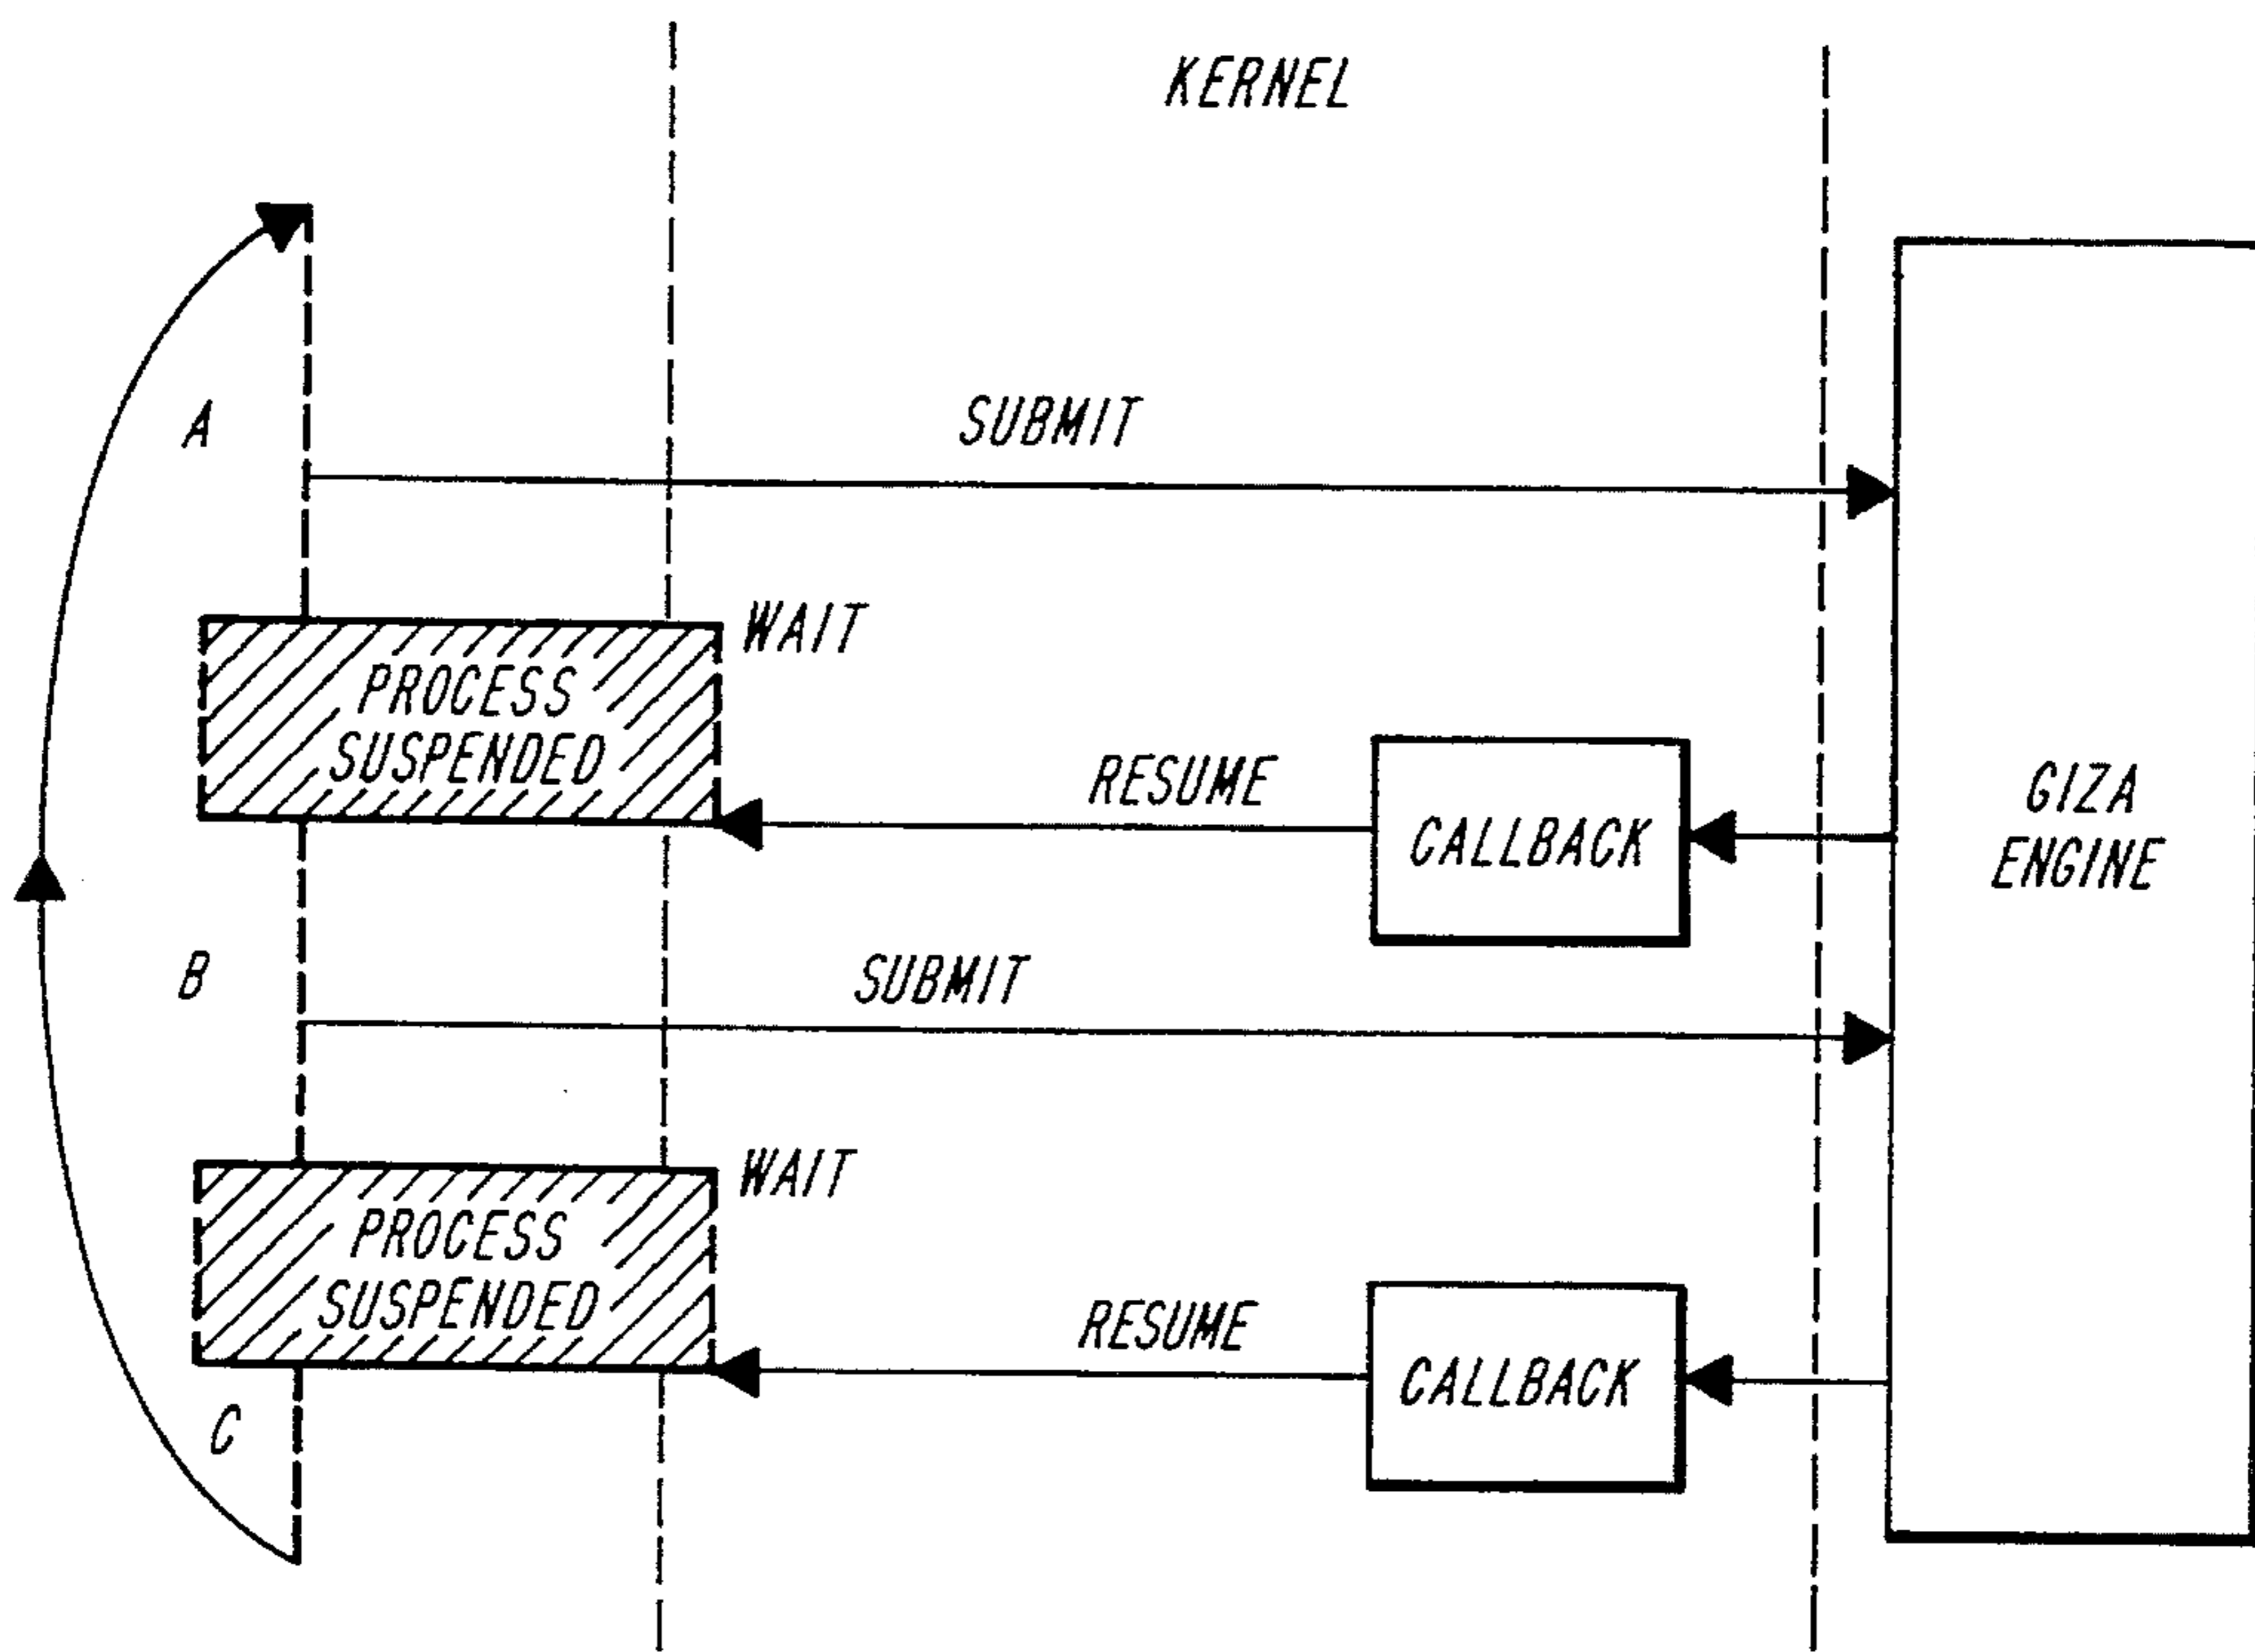 KERNEL
A
SUBMIT
WAIT
PROCESS
SUSPENDED
RESUME
CALLBACK
GIZA
ENGINE
B
SUBMIT
WAIT
PROCESS
SUSPENDED
RESUME
CALLBACK
C